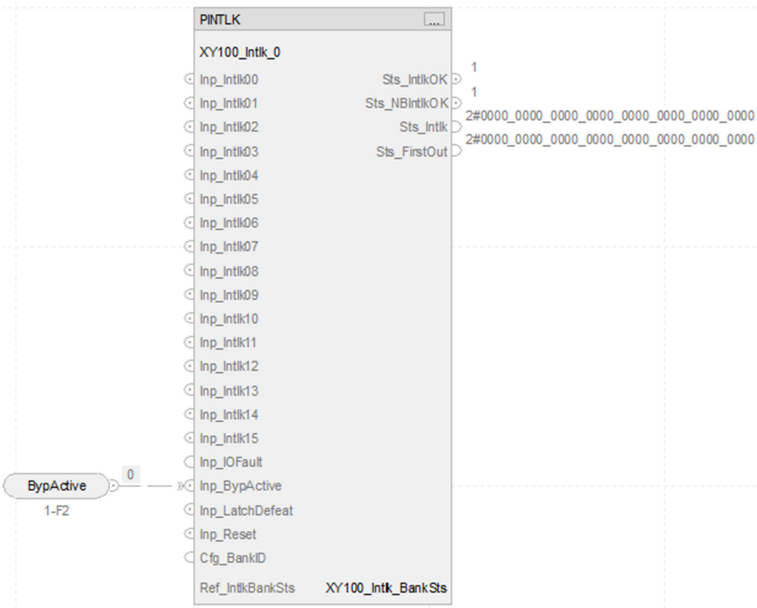 PINTLK ...
XY100_Intlk_0
Inp_Intlk00 Sts_IntlkOK 1
Inp_Intlk01 Sts_NBIntlkOK 1
Inp_Intlk02 Sts_Intlk 2#0000_0000_0000_0000_0000_0000_0000_0000
Inp_Intlk03 Sts_FirstOut 2#0000_0000_0000_0000_0000_0000_0000_0000
Inp_Intlk04
Inp_Intlk05
Inp_Intlk06
Inp_Intlk07
Inp_Intlk08
Inp_Intlk09
Inp_Intlk10
Inp_Intlk11
Inp_Intlk12
Inp_Intlk13
Inp_Intlk14
Inp_Intlk15
Inp_IOFault
BypActive 0 Inp_BypActive
1-F2 Inp_LatchDefeat
Inp_Reset
Cfg_BankID
Ref_IntlkBankSts XY100_Intlk_BankSts